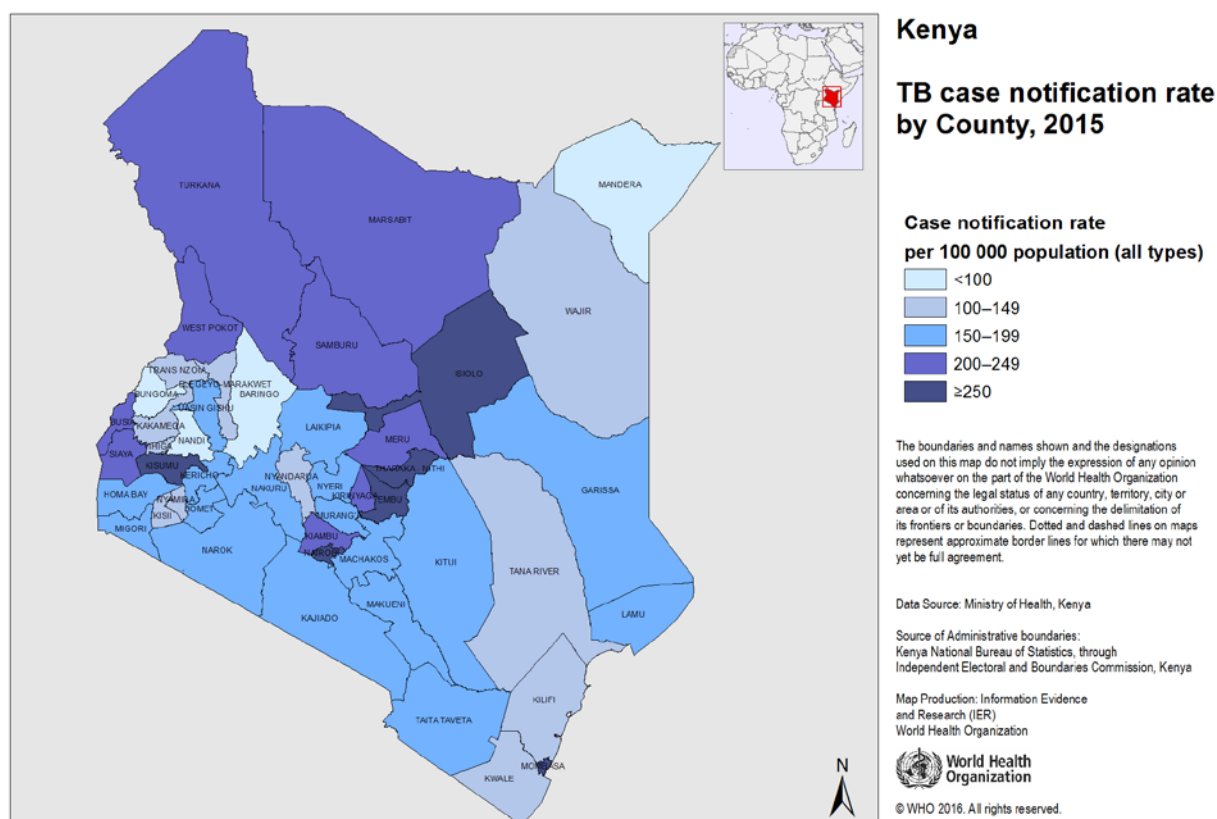 Kenya
TB case notification rate
by County, 2015
Case notification rate
per 100 000 population (all types)
<100
100–149
150–199
200–249
≥250
The boundaries and names shown and the designations
used on this map do not imply the expression of any opinion
whatsoever on the part of the World Health Organization
concerning the legal status of any country, territory, city or
area or of its authorities, or concerning the delimitation of
its frontiers or boundaries. Dotted and dashed lines on maps
represent approximate border lines for which there may not
yet be full agreement.
Data Source: Ministry of Health, Kenya
Source of Administrative boundaries:
Kenya National Bureau of Statistics, through
Independent Electoral and Boundaries Commission, Kenya
Map Production: Information Evidence
and Research (IER)
World Health Organization
World Health
Organization
© WHO 2016. All rights reserved.
MANDERA
TURKANA
MARSABIT
WAJIR
WEST POKOT
SAMBURU
TRANS NZOIA
ISIOLO
ELEGEYO-MARAKWET
BUNGOMA
BARINGO
UASIN GISHU
BUSIA
KAKAMEGA
LAIKIPIA
NANDI
MERU
SIAYA
VIHIGA
KISUMU
THARAKA - NITHI
KERICHO
NYANDARUA
NYERI
NAKURU
GARISSA
HOMA BAY
NYAMIRA
KIRINYAGA
EMBU
BOMET
KISII
MURANG'A
MIGORI
KIAMBU
NAROK
NAIROBI
MACHAKOS
KITUI
TANA RIVER
MAKUENI
LAMU
KAJIADO
KILIFI
TAITA TAVETA
MOMBASA
KWALE
N